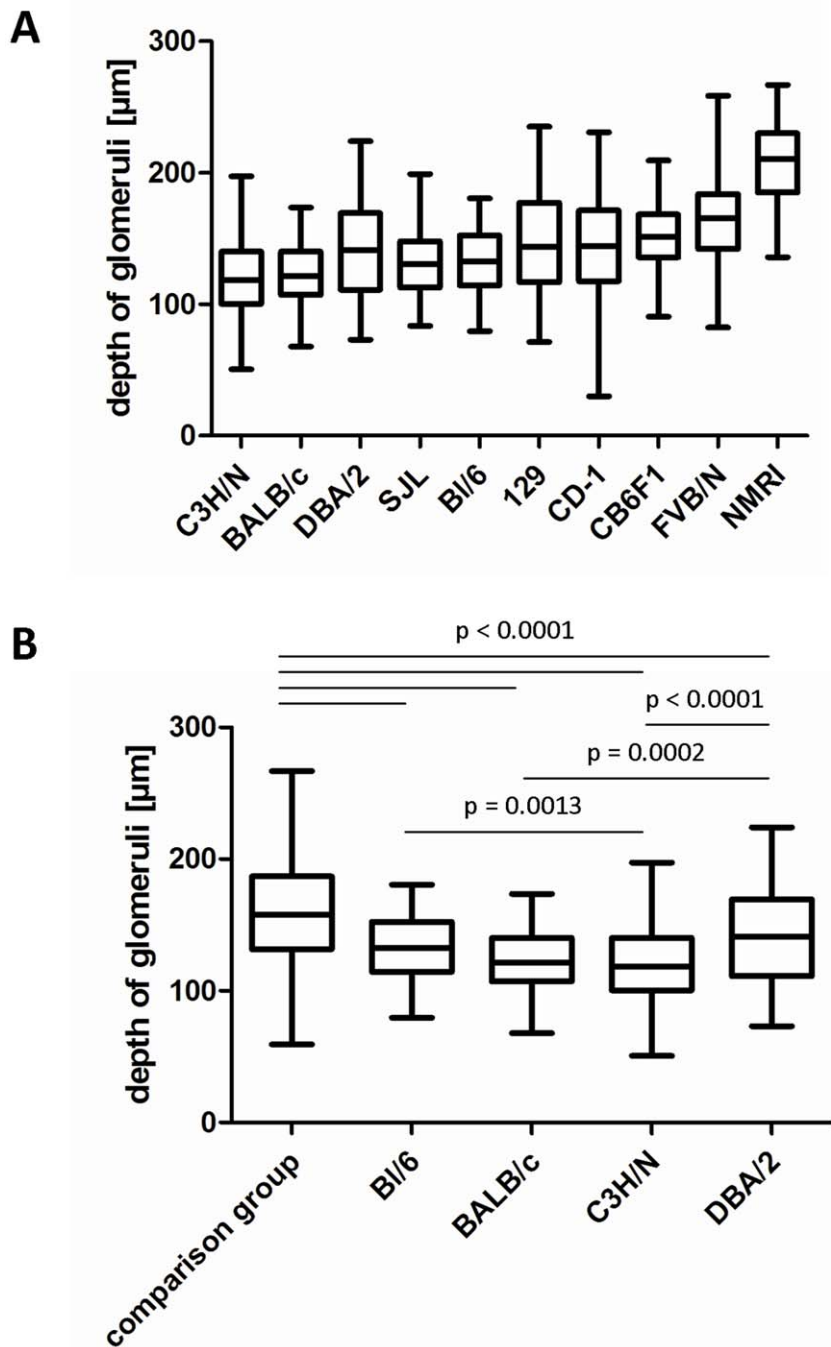 A
depth of glomeruli [µm]
300
200
100
0
C3H/N
BALB/c
DBA/2
SJL
Bl/6
129
CD-1
CB6F1
FVB/N
NMRI
B
p < 0.0001
p < 0.0001
p = 0.0002
p = 0.0013
depth of glomeruli [µm]
300
200
100
0
comparison group
Bl/6
BALB/c
C3H/N
DBA/2